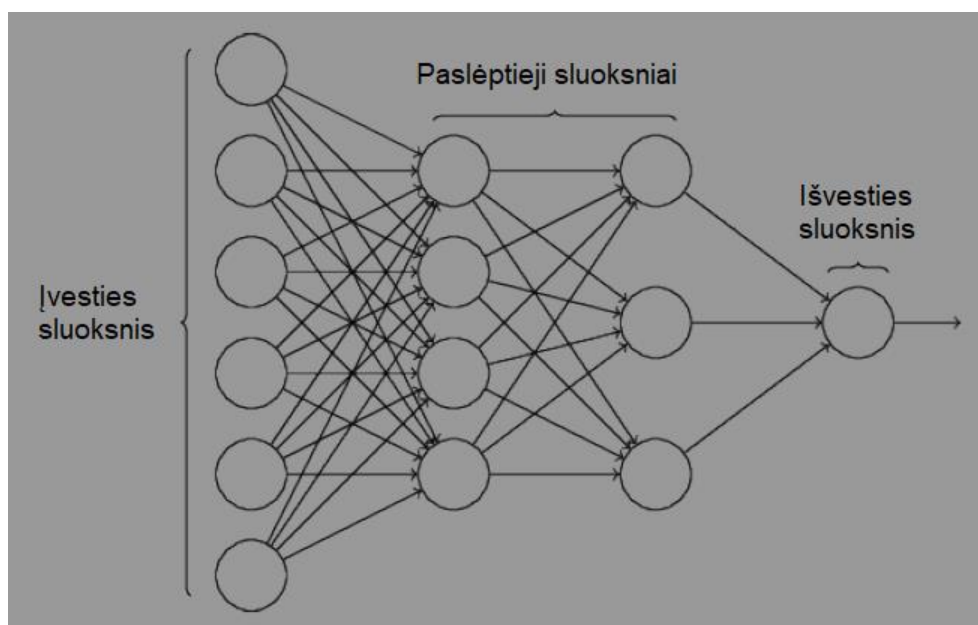 Paslėptieji sluoksniai
Išvesties
sluoksnis
Įvesties
sluoksnis